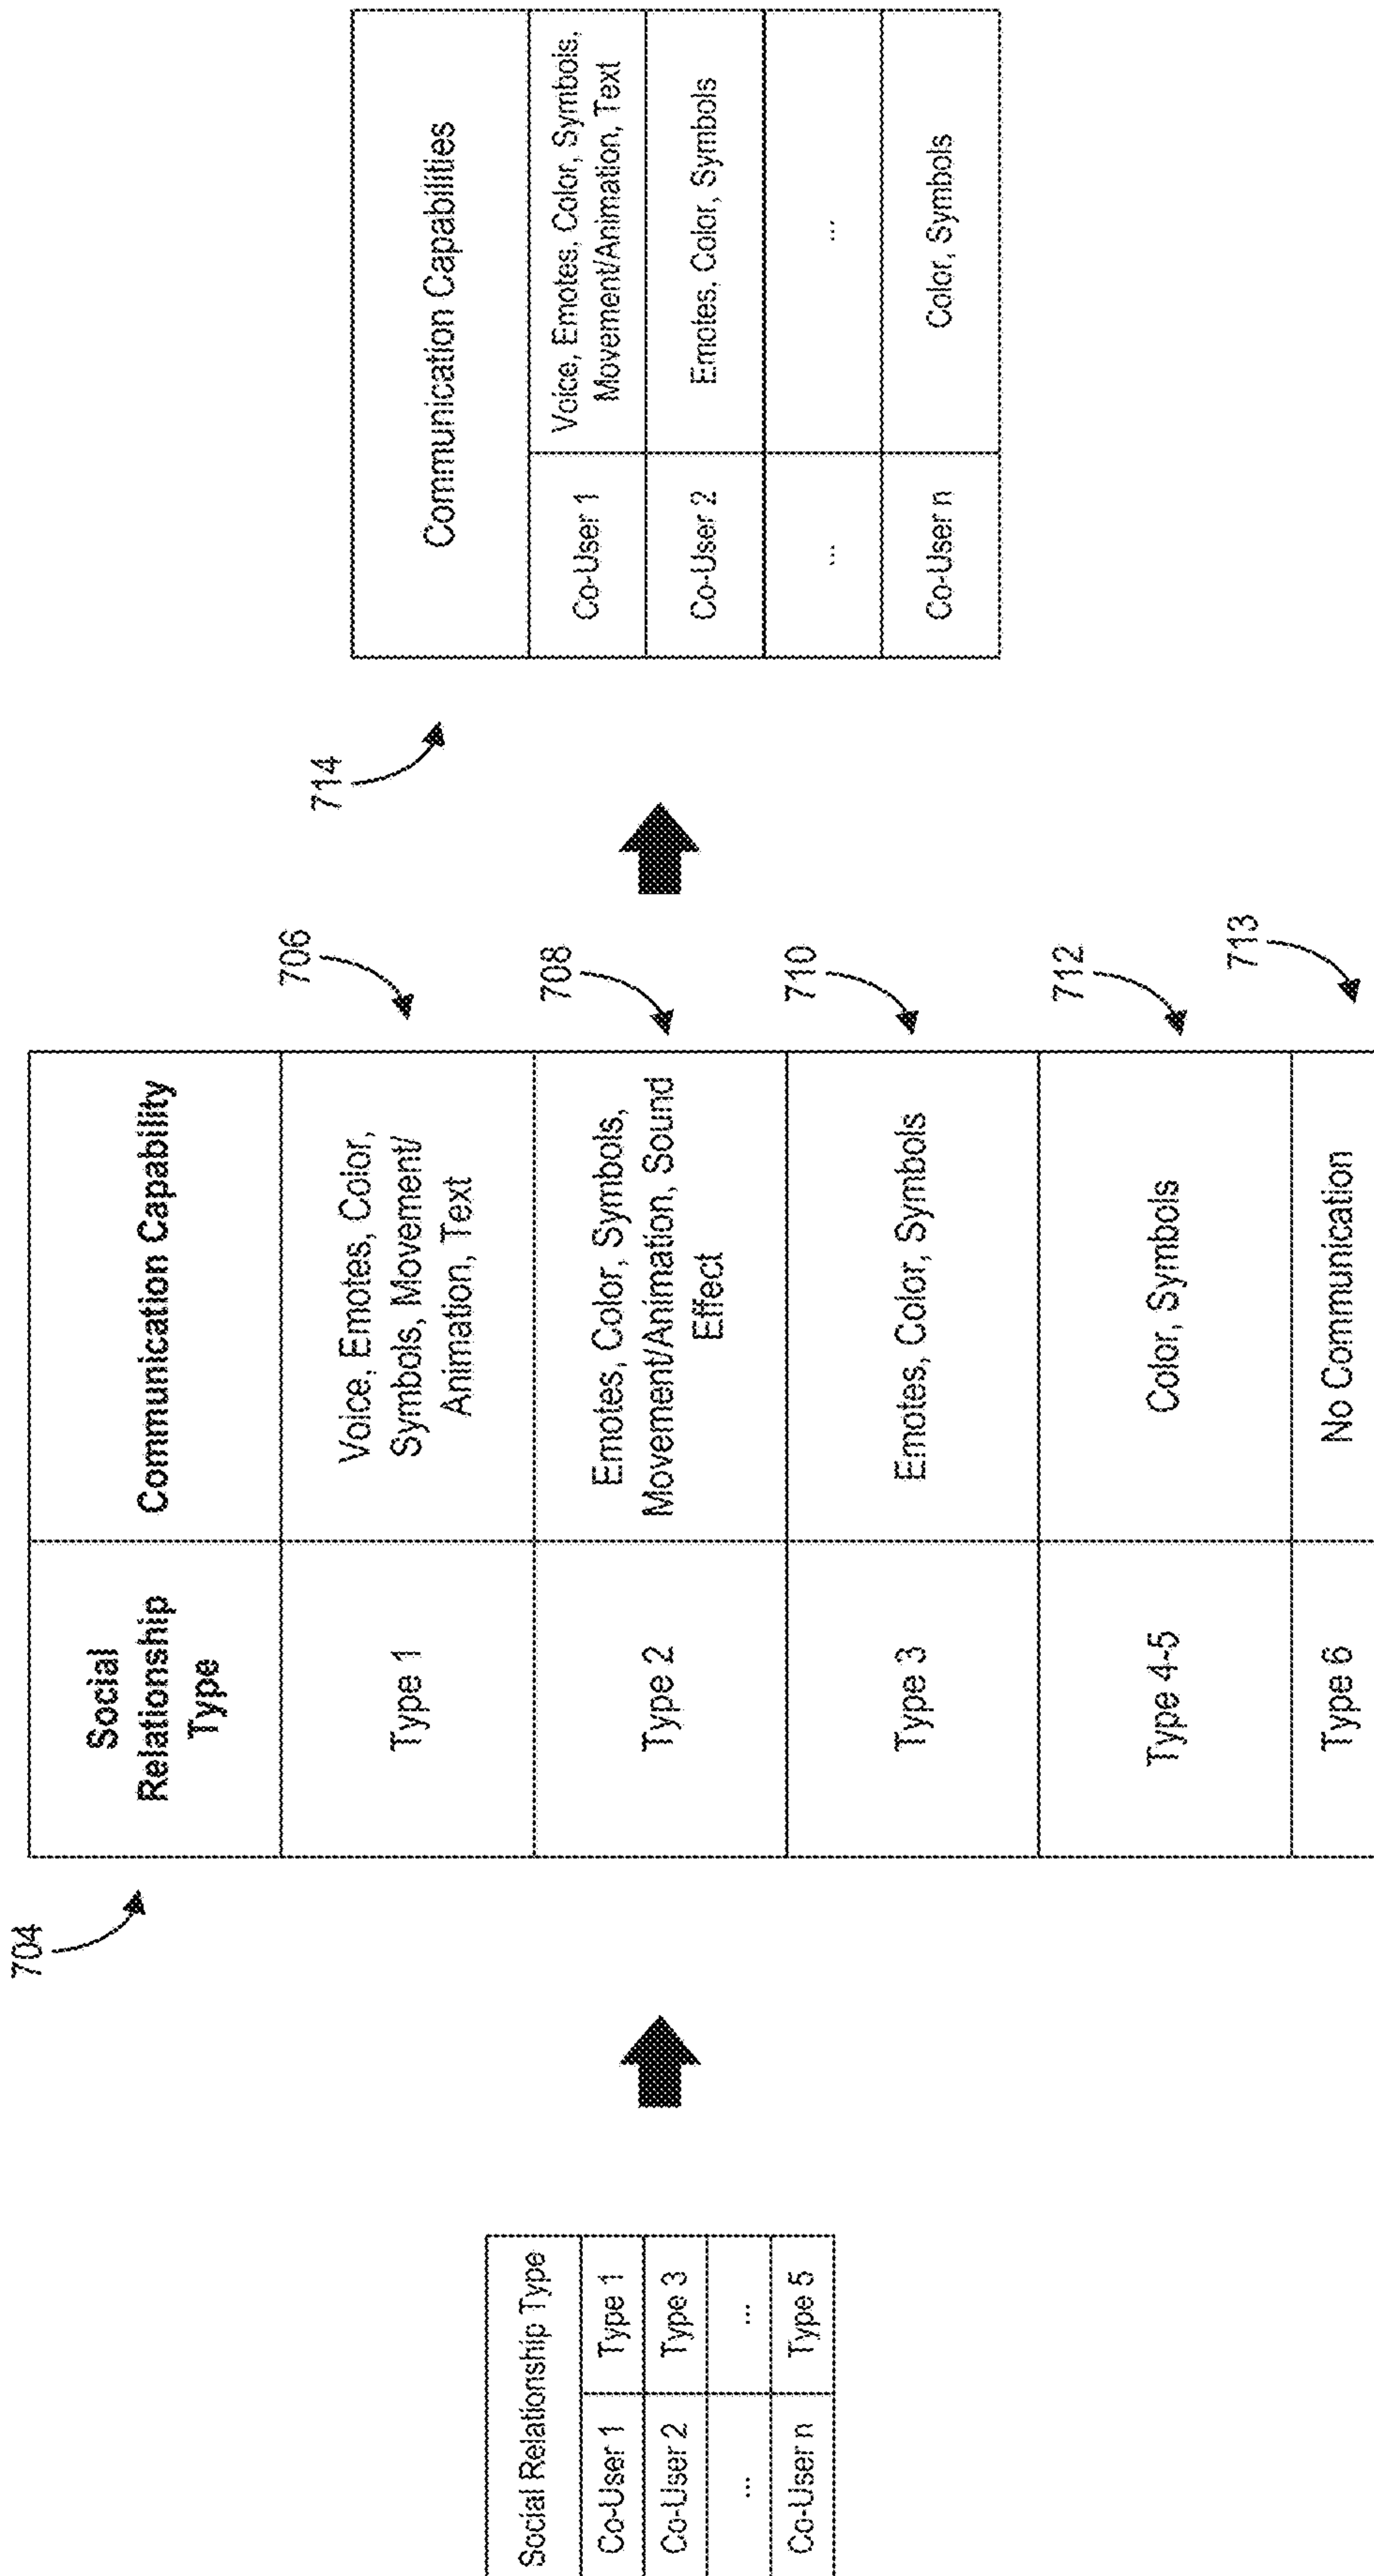 Social Relationship Type
Co-User 1 Type 1
Co-User 2 Type 3
... ...
Co-User n Type 5
704
Social
Relationship
Type
Communication Capability
Type 1
Voice, Emotes, Color,
Symbols, Movement/
Animation, Text
706
Type 2
Emotes, Color, Symbols,
Movement/Animation, Sound
Effect
708
Type 3
Emotes, Color, Symbols
710
Type 4-5
Color, Symbols
712
Type 6
No Communication
713
714
Communication Capabilities
Co-User 1
Voice, Emotes, Color, Symbols,
Movement/Animation, Text
Co-User 2
Emotes, Color, Symbols
... ...
Co-User n
Color, Symbols